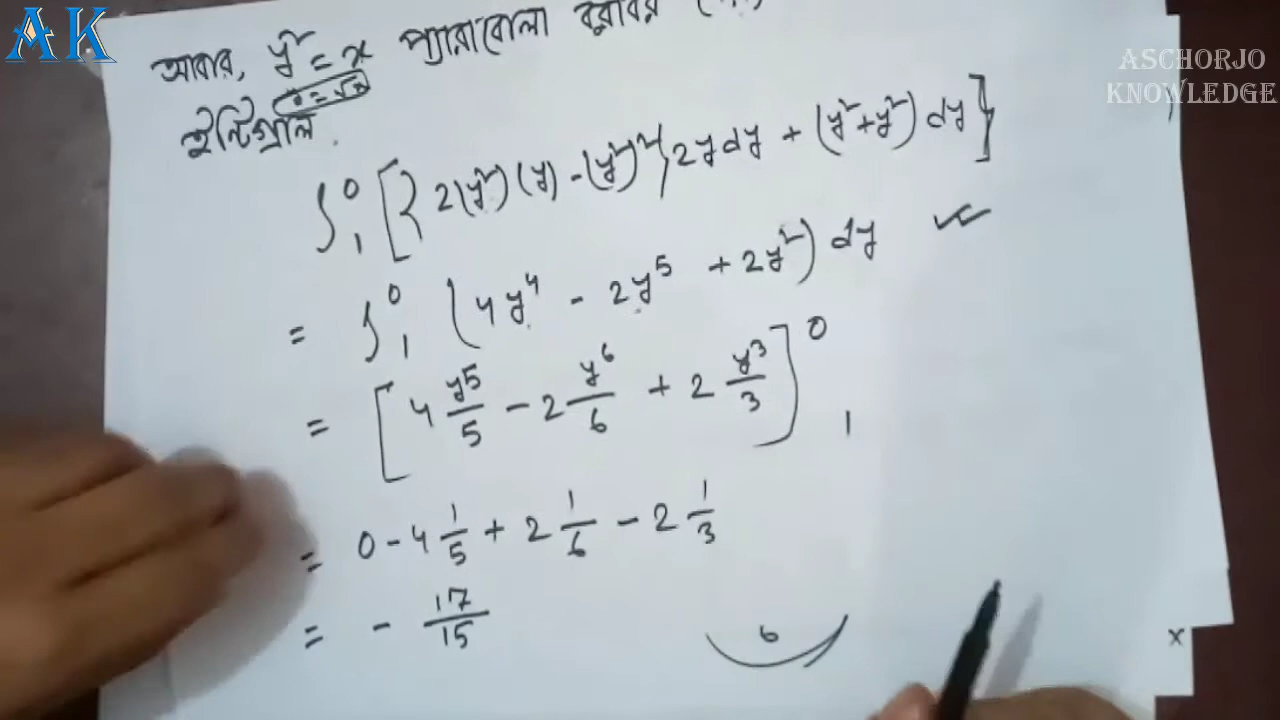 AK
ASCHORJO
KNOWLEDGE
আবার, y² = x প্যারাবোলা বরাবর
ইন্টিগ্রাল.
∫₁⁰ [{2(y²)(y) - (y²)²}2y dy + (y²+y²) dy]
= ∫₁⁰ (4y⁴ - 2y⁵ + 2y²) dy
= [4 y⁵/5 - 2 y⁶/6 + 2 y³/3]₁⁰
= 0 - 4 1/5 + 2 1/6 - 2 1/3
= - 17/15
x